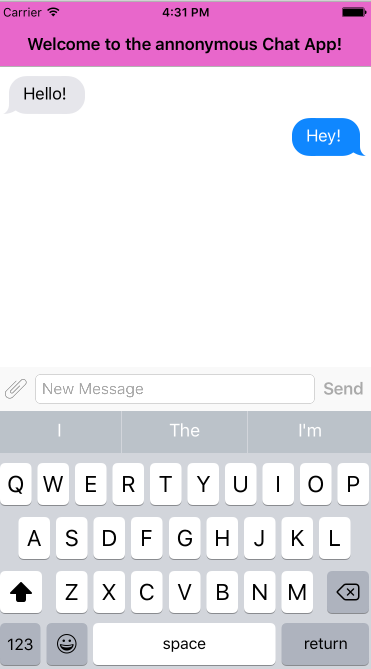 Carrier 4:31 PM
Welcome to the annonymous Chat App!
Hello!
Hey!
New Message Send
I The I'm
Q W E R T Y U I O P
A S D F G H J K L
Z X C V B N M
123 space return